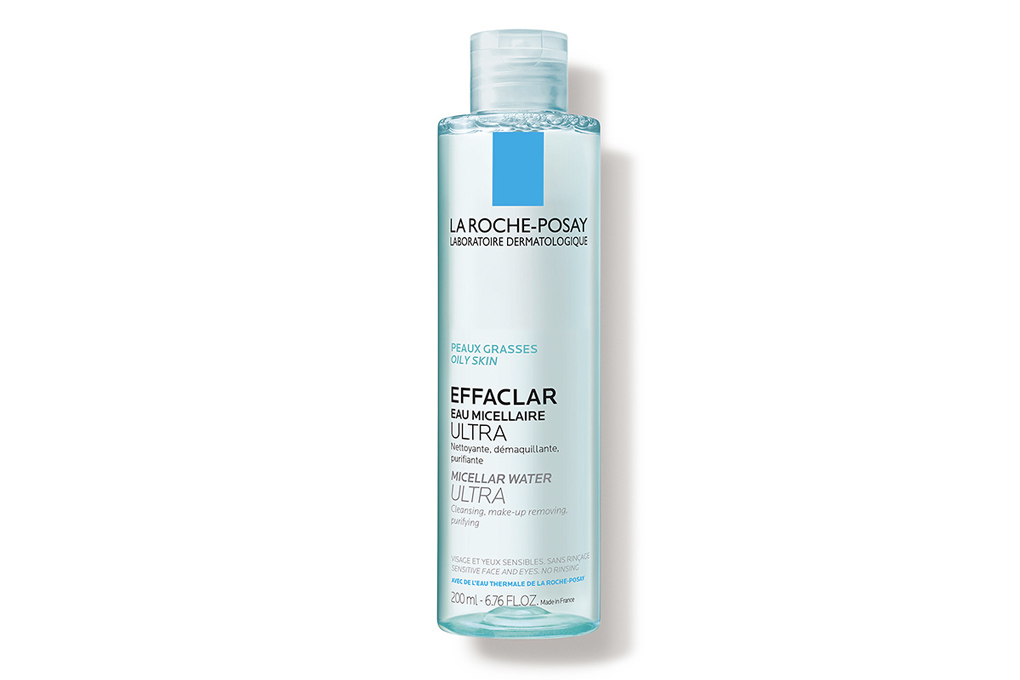 LA ROCHE-POSAY
LABORATOIRE DERMATOLOGIQUE
PEAUX GRASSES
OILY SKIN
EFFACLAR
EAU MICELLAIRE
ULTRA
Nettoyante, démaquillante,
purifiante
MICELLAR WATER
ULTRA
Cleansing, make-up removing,
purifying
VISAGE ET YEUX SENSIBLES. SANS RINÇAGE
SENSITIVE FACE AND EYES. NO RINSING
AVEC DE L'EAU THERMALE DE LA ROCHE-POSAY
200 ml - 6.76 FL.OZ. Made in France